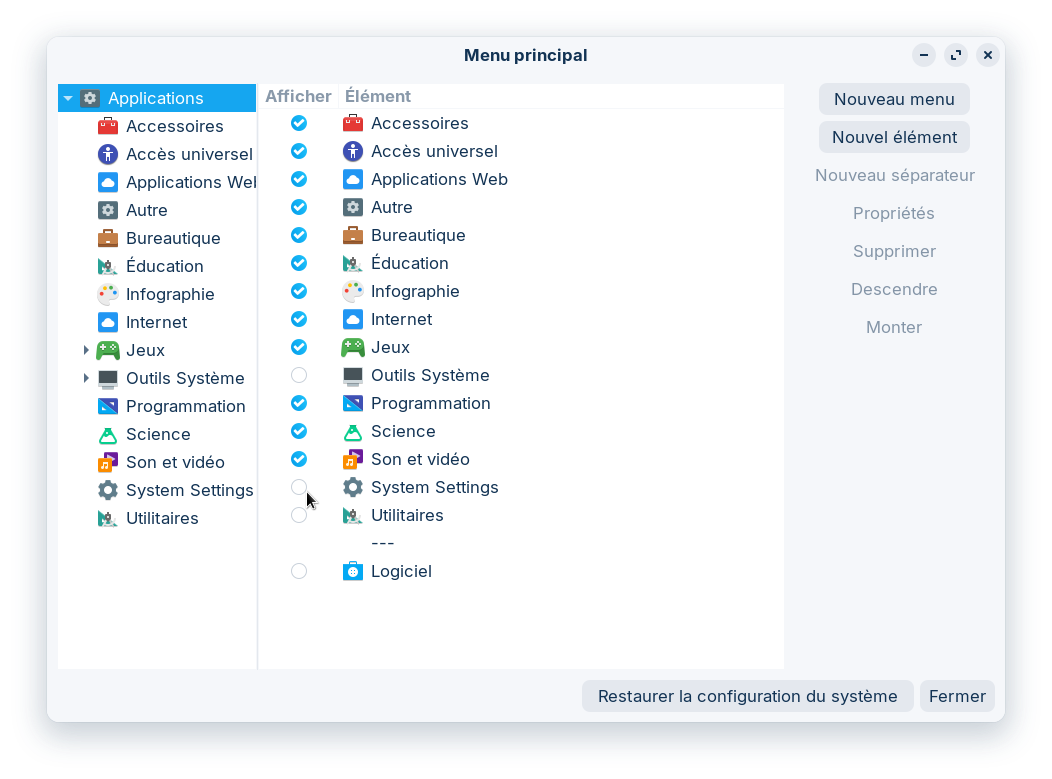 Menu principal
Applications
Accessoires
Accès universel
Applications Web
Autre
Bureautique
Éducation
Infographie
Internet
Jeux
Outils Système
Programmation
Science
Son et vidéo
System Settings
Utilitaires
Afficher Élément
Accessoires
Accès universel
Applications Web
Autre
Bureautique
Éducation
Infographie
Internet
Jeux
Outils Système
Programmation
Science
Son et vidéo
System Settings
Utilitaires
---
Logiciel
Nouveau menu
Nouvel élément
Nouveau séparateur
Propriétés
Supprimer
Descendre
Monter
Restaurer la configuration du système
Fermer